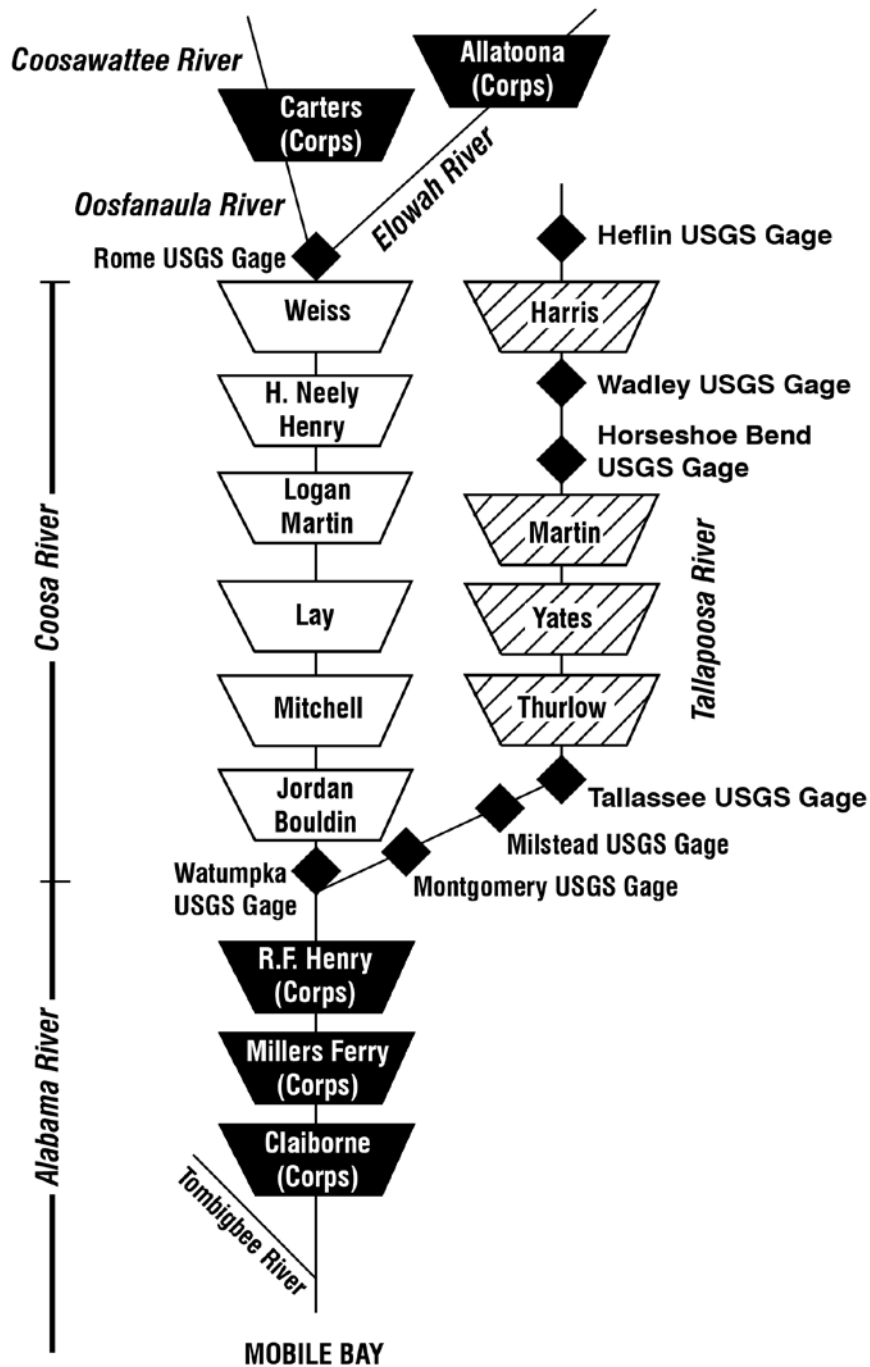 Coosawattee River
Allatoona
(Corps)
Carters
(Corps)
Oosfanaula River
Elowah River
Rome USGS Gage
Heflin USGS Gage
Weiss
Harris
H. Neely
Henry
Wadley USGS Gage
Horseshoe Bend
USGS Gage
Logan
Martin
Martin
Coosa River
Tallapoosa River
Lay
Yates
Mitchell
Thurlow
Jordan
Bouldin
Tallassee USGS Gage
Milstead USGS Gage
Montgomery USGS Gage
Watumpka
USGS Gage
R.F. Henry
(Corps)
Millers Ferry
(Corps)
Alabama River
Claiborne
(Corps)
Tombigbee River
MOBILE BAY